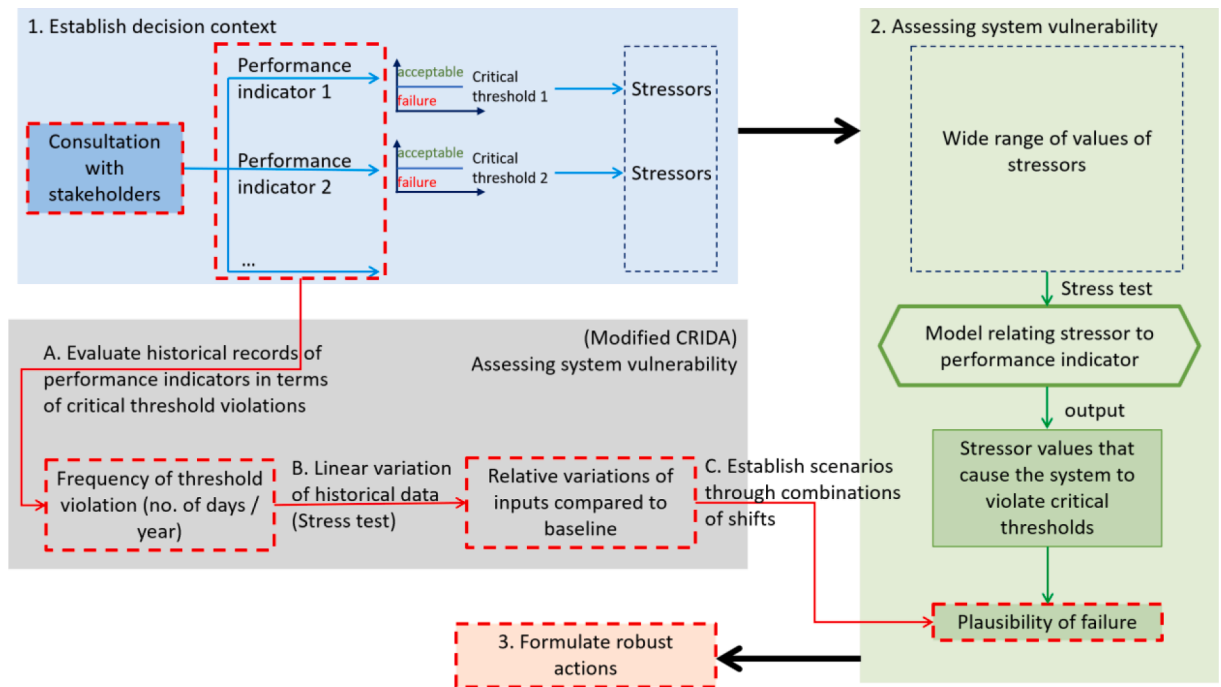 1. Establish decision context
Performance
indicator 1
acceptable
failure
Critical
threshold 1
Stressors
Consultation
with
stakeholders
Performance
indicator 2
acceptable
failure
Critical
threshold 2
Stressors
...
2. Assessing system vulnerability
Wide range of values of
stressors
Stress test
Model relating stressor to
performance indicator
output
Stressor values that
cause the system to
violate critical
thresholds
Plausibility of failure
(Modified CRIDA)
Assessing system vulnerability
A. Evaluate historical records of
performance indicators in terms
of critical threshold violations
Frequency of threshold
violation (no. of days /
year)
B. Linear variation
of historical data
(Stress test)
Relative variations of
inputs compared to
baseline
C. Establish scenarios
through combinations
of shifts
3. Formulate robust
actions